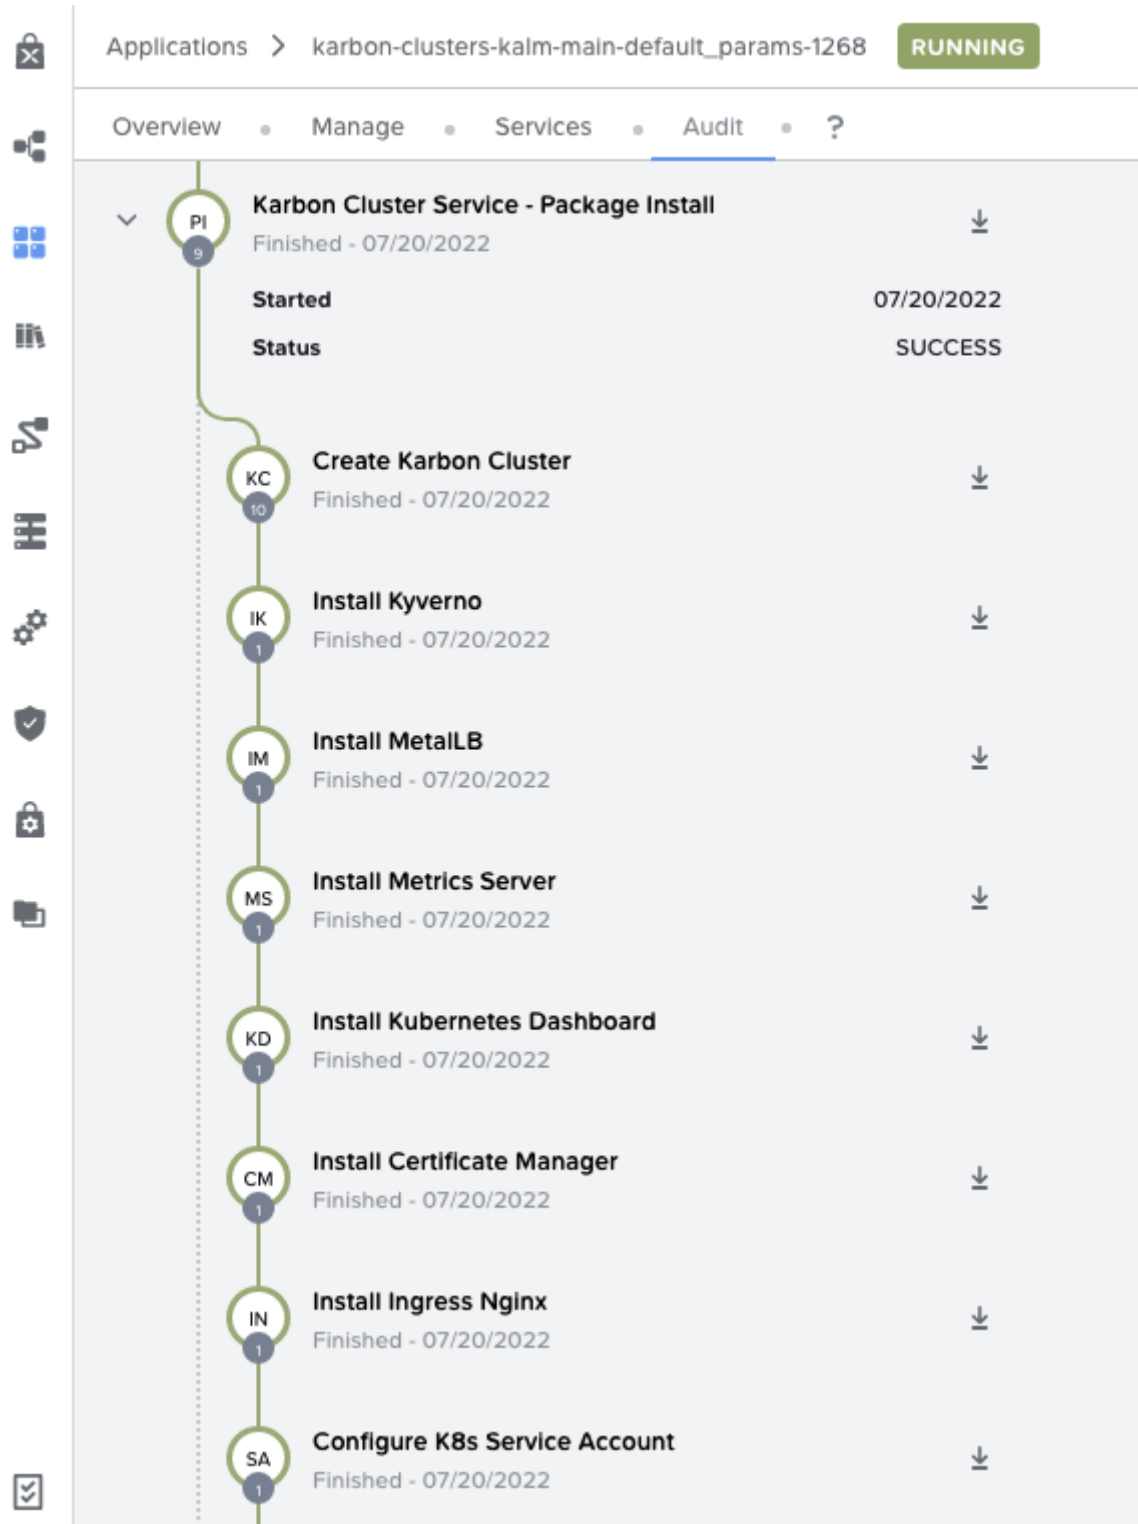 Applications > karbon-clusters-kalm-main-default_params-1268 RUNNING
Overview Manage Services Audit ?
PI
9
Karbon Cluster Service - Package Install
Finished - 07/20/2022
Started 07/20/2022
Status SUCCESS
KC
10
Create Karbon Cluster
Finished - 07/20/2022
IK
1
Install Kyverno
Finished - 07/20/2022
IM
1
Install MetalLB
Finished - 07/20/2022
MS
1
Install Metrics Server
Finished - 07/20/2022
KD
1
Install Kubernetes Dashboard
Finished - 07/20/2022
CM
1
Install Certificate Manager
Finished - 07/20/2022
IN
1
Install Ingress Nginx
Finished - 07/20/2022
SA
1
Configure K8s Service Account
Finished - 07/20/2022